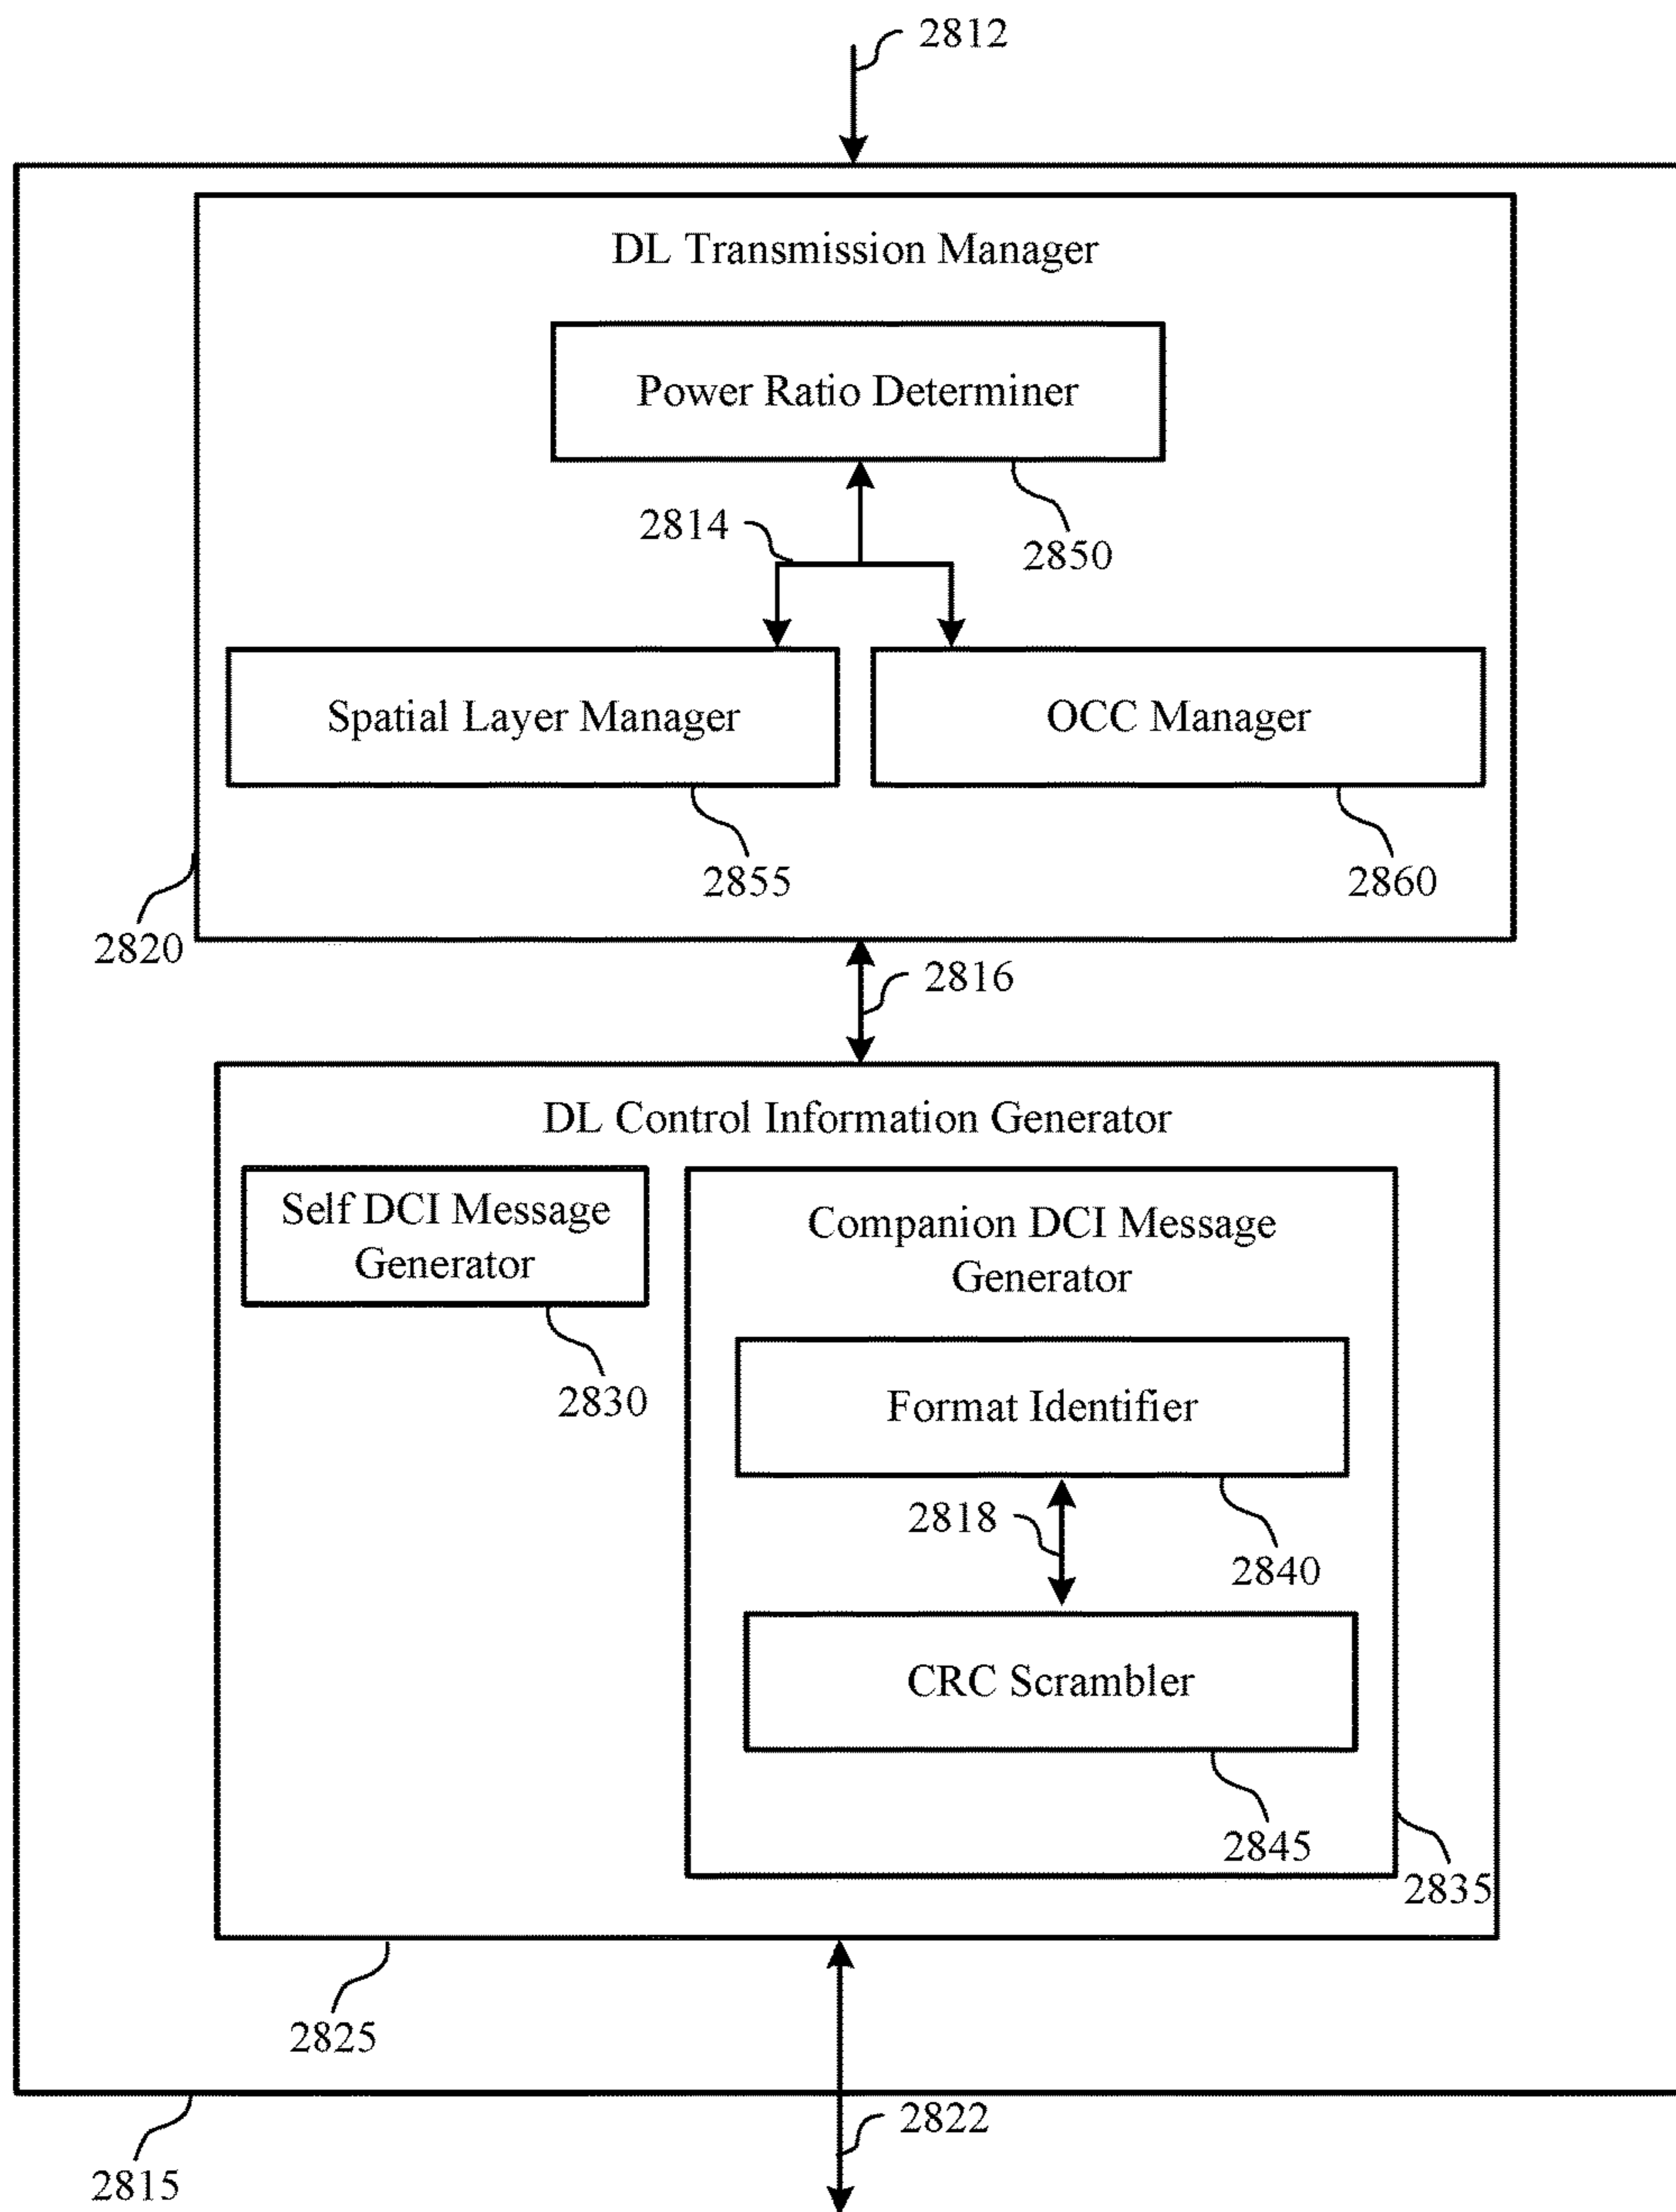 2812
DL Transmission Manager
Power Ratio Determiner
2814
2850
Spatial Layer Manager
OCC Manager
2855
2860
2820
2816
DL Control Information Generator
Self DCI Message
Generator
Companion DCI Message
Generator
2830
Format Identifier
2818
2840
CRC Scrambler
2845
2835
2825
2822
2815